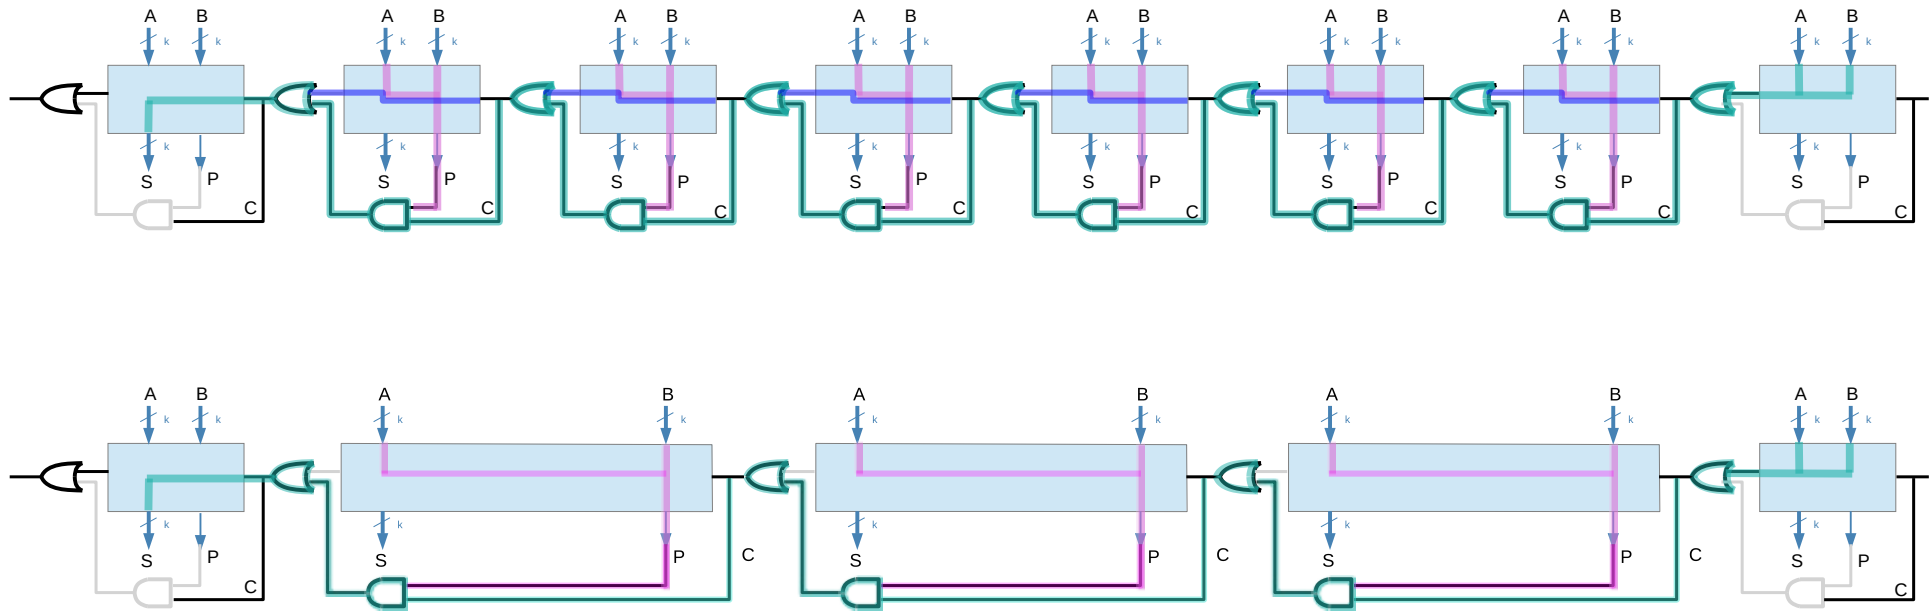 A B A B A B A B A B A B A B A B
k k k k k k k k k k k k k k k k
k k k k k k k k
S P S P S P S P S P S P S P S P
C C C C C C C C
A B A B A B A B A B
k k k k k k k k k k
k k k k k
S P S P S P S P S P
C C C C C